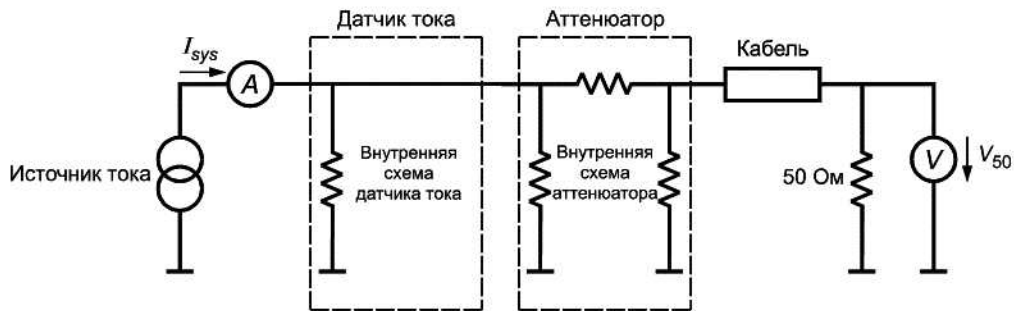 Датчик тока
Аттенюатор
Кабель
I_sys
A
Источник тока
Внутренняя
схема
датчика тока
Внутренняя
схема
аттенюатора
50 Ом
V
V_50